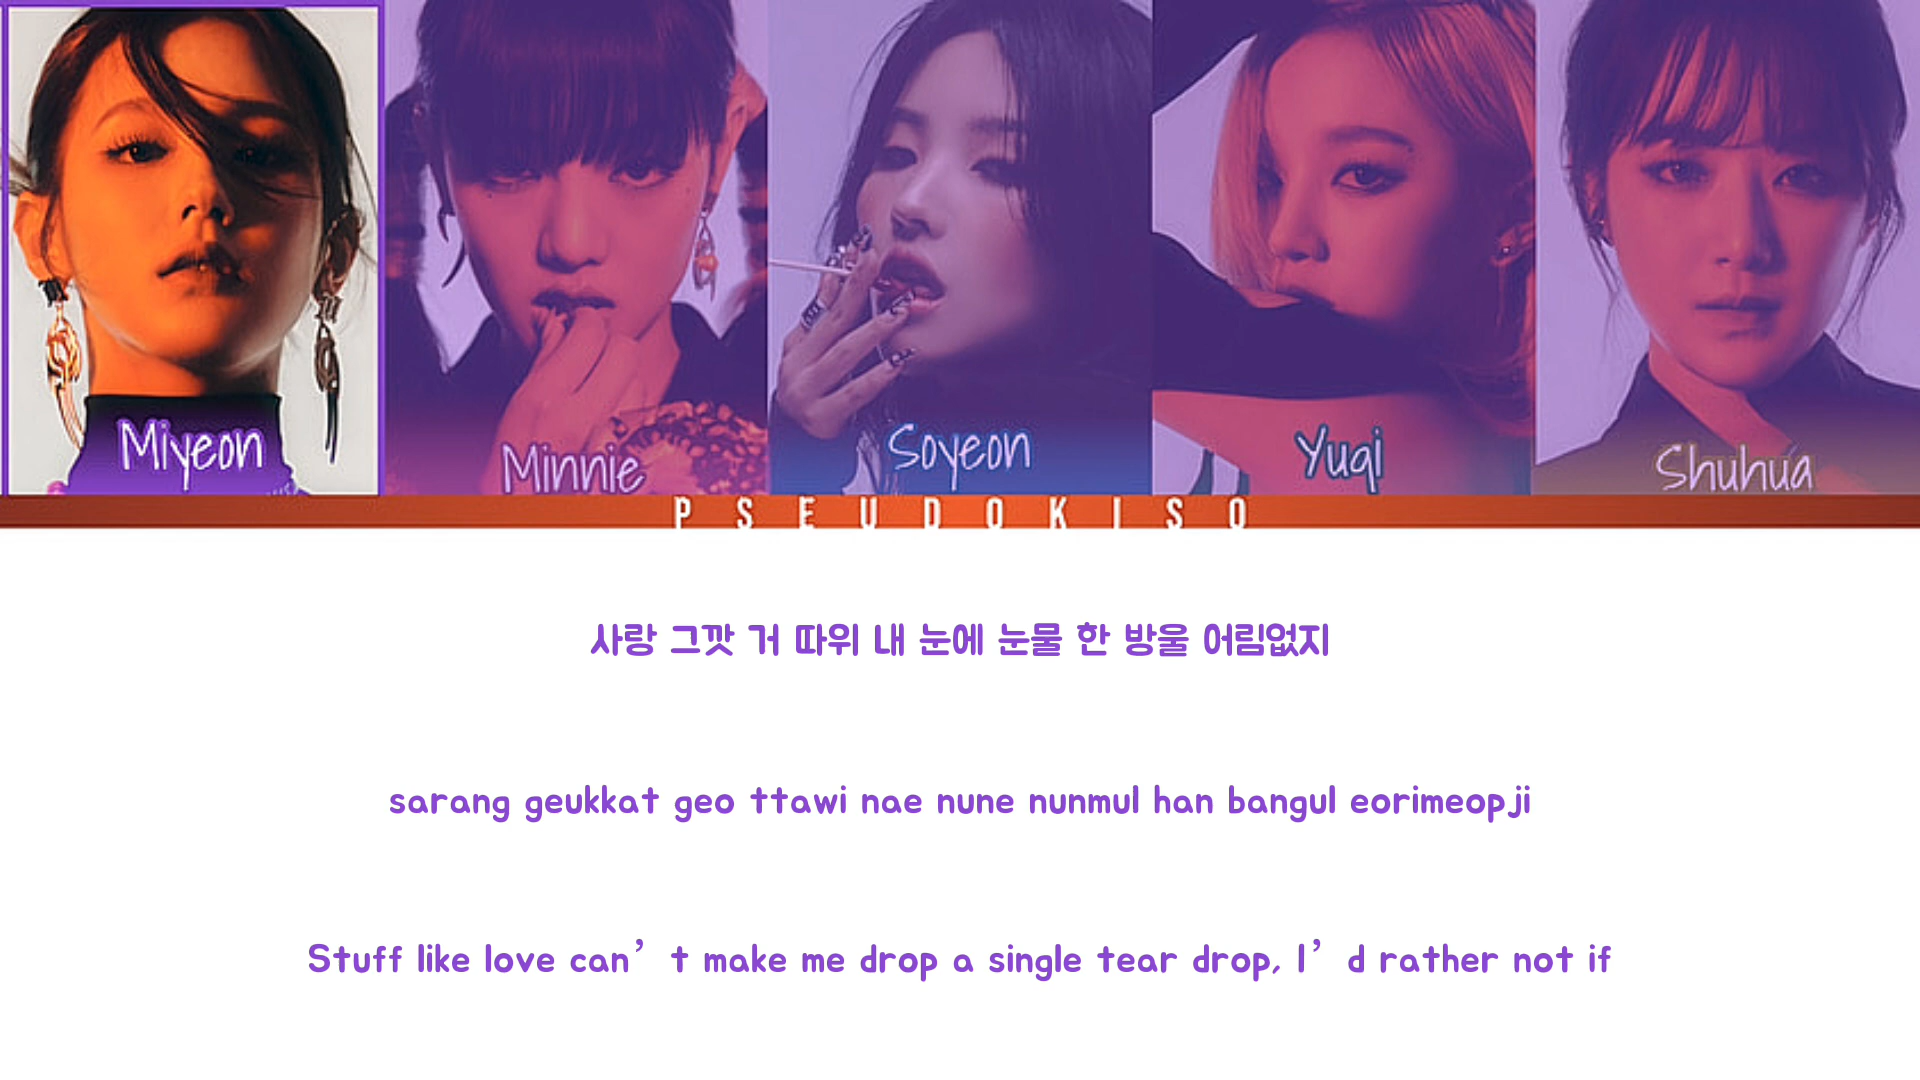 Miyeon
Minnie
Soyeon
Yuqi
Shuhua
PSEUDOKISO
사랑 그깟 거 따위 내 눈에 눈물 한 방울 어림없지
sarang geukkat geo ttawi nae nune nunmul han bangul eorimeopji
Stuff like love can’t make me drop a single tear drop, I’d rather not if